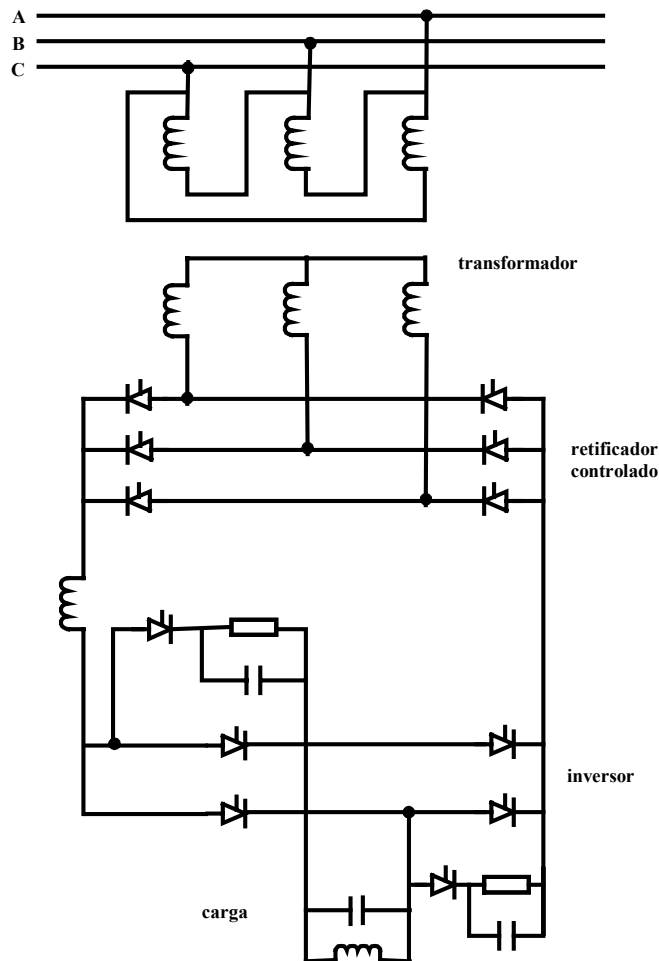 A
B
C
transformador
retificador
controlado
inversor
carga